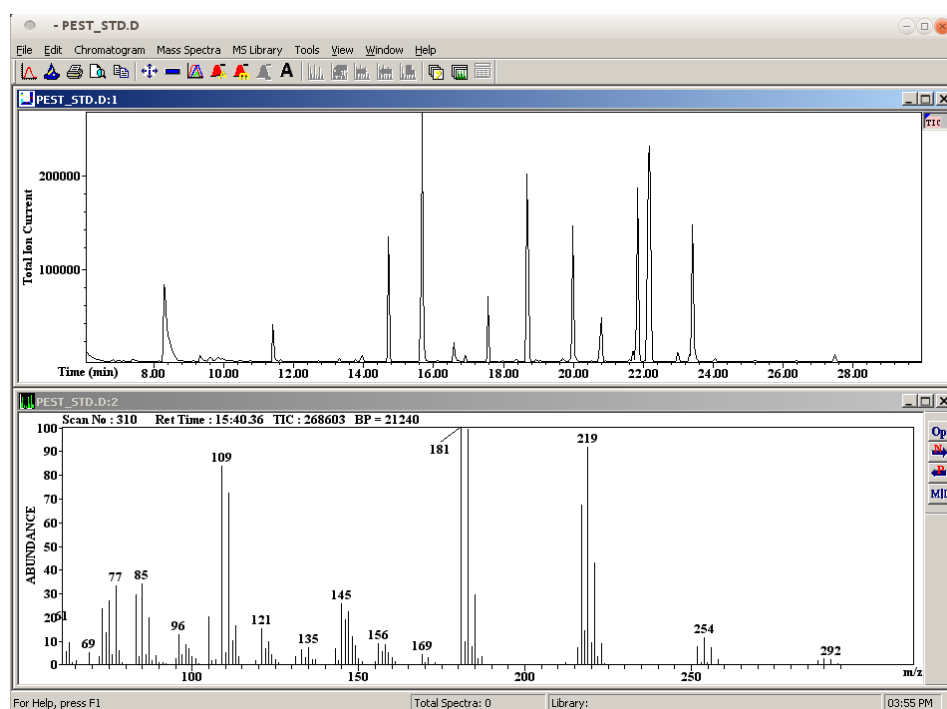 - PEST_STD.D
File Edit Chromatogram Mass Spectra MS Library Tools View Window Help
A
PEST_STD.D:1
TIC
Total Ion Current
200000
100000
Time (min) 8.00 10.00 12.00 14.00 16.00 18.00 20.00 22.00 24.00 26.00 28.00
PEST_STD.D:2
Scan No : 310 Ret Time : 15:40.36 TIC : 268603 BP = 21240
ABUNDANCE
100
90
80
70
60
50
40
30
20
10
0
181
219
109
77 85
145
61
69
96
121
135
156
169
254
292
100 150 200 250 m/z
Op
N
P
For Help, press F1 Total Spectra: 0 Library: 03:55 PM